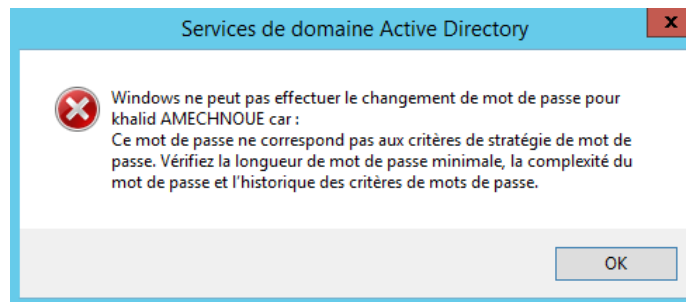 Services de domaine Active Directory
x
Windows ne peut pas effectuer le changement de mot de passe pour
khalid AMECHNOUE car :
Ce mot de passe ne correspond pas aux critères de stratégie de mot de
passe. Vérifiez la longueur de mot de passe minimale, la complexité du
mot de passe et l'historique des critères de mots de passe.
OK